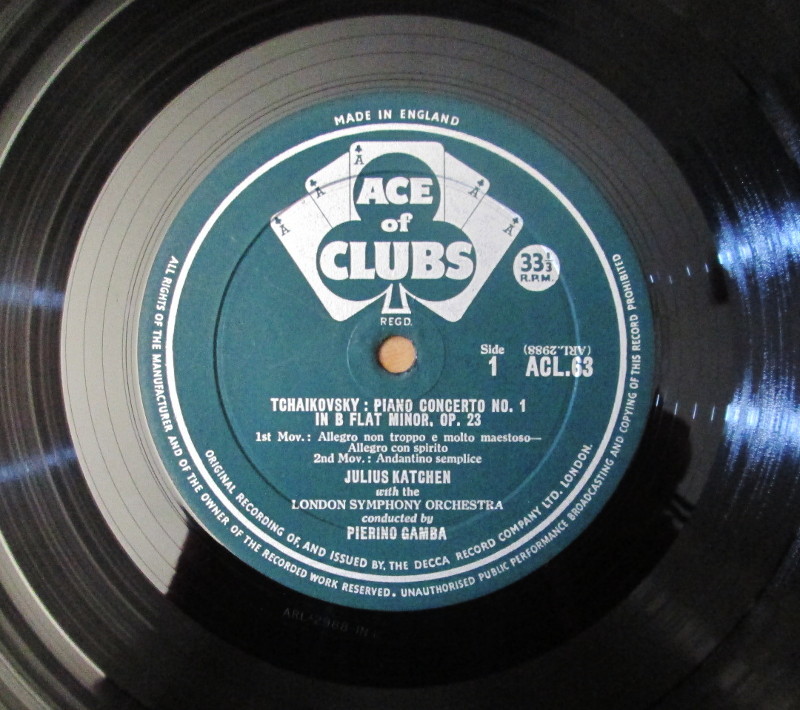 MADE IN ENGLAND
A
A
A
A
A
ACE
of
CLUBS
REGD.
33⅓
R.P.M.
Side
1
(ARL.2988)
ACL.63
TCHAIKOVSKY : PIANO CONCERTO NO. 1
IN B FLAT MINOR, OP. 23
1st Mov.: Allegro non troppo e molto maestoso—
Allegro con spirito
2nd Mov.: Andantino semplice
JULIUS KATCHEN
with the
LONDON SYMPHONY ORCHESTRA
conducted by
PIERINO GAMBA
ORIGINAL RECORDING OF, AND ISSUED BY, THE DECCA RECORD COMPANY LTD. LONDON.
ALL RIGHTS OF THE MANUFACTURER AND OF THE OWNER OF THE RECORDED WORK RESERVED. UNAUTHORISED PUBLIC PERFORMANCE BROADCASTING AND COPYING OF THIS RECORD PROHIBITED